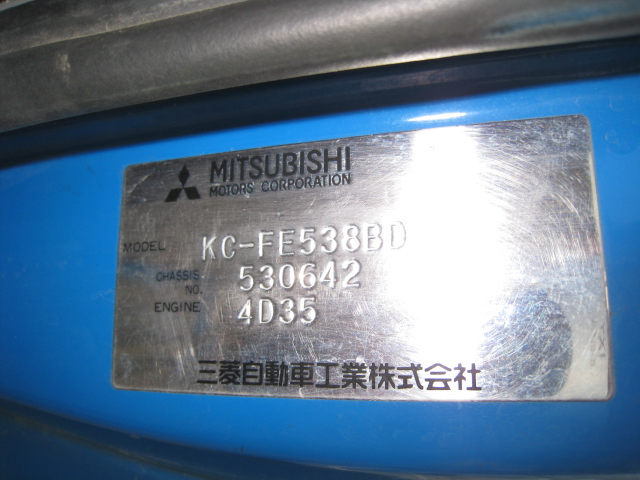 MITSUBISHI
MOTORS CORPORATION
MODEL KC-FE538BD
CHASSIS NO. 530642
ENGINE 4D35
三菱自動車工業株式会社